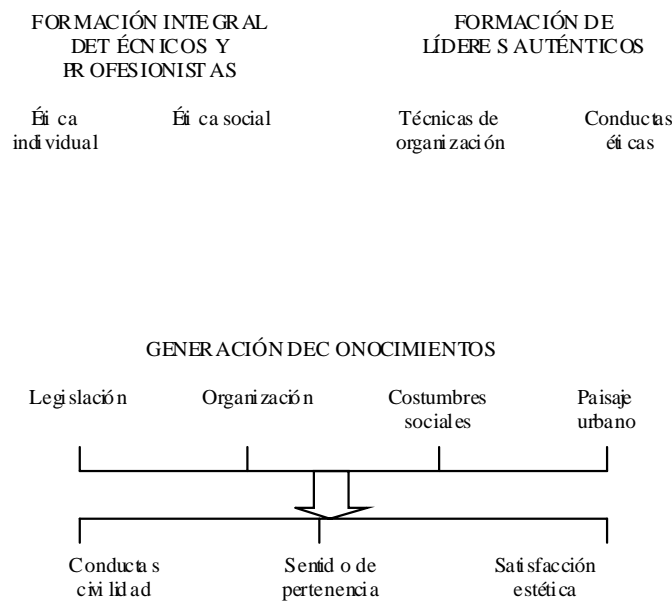 FORMACIÓN INTEGRAL
DE TÉCNICOS Y
PROFESIONISTAS
Ética
individual
Ética social
FORMACIÓN DE
LÍDERES AUTÉNTICOS
Técnicas de
organización
Conductas
éticas
GENERACIÓN DE CONOCIMIENTOS
Legislación
Organización
Costumbres
sociales
Paisaje
urbano
Conductas
civilidad
Sentido de
pertenencia
Satisfacción
estética